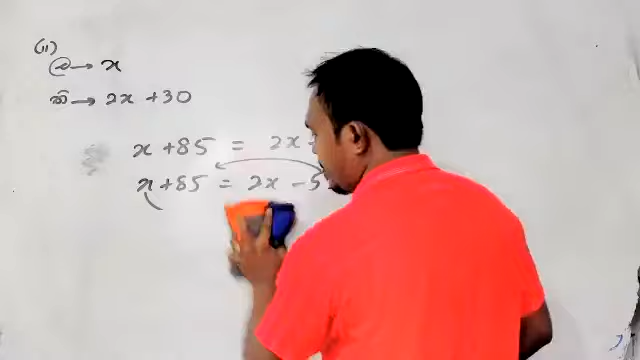 (ii)
ල → x
නි → 2x + 30
x + 85 = 2x -
x + 85 = 2x - 5